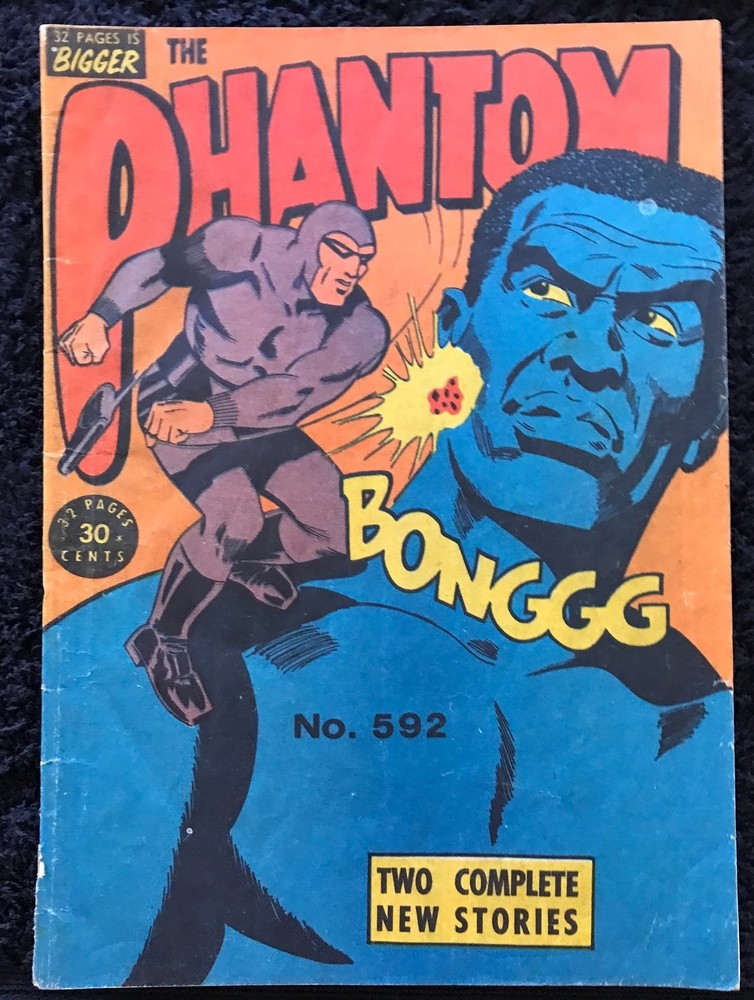 32 PAGES IS
BIGGER
THE
PHANTOM
BONGGG
32 PAGES
30
CENTS
No. 592
TWO COMPLETE
NEW STORIES